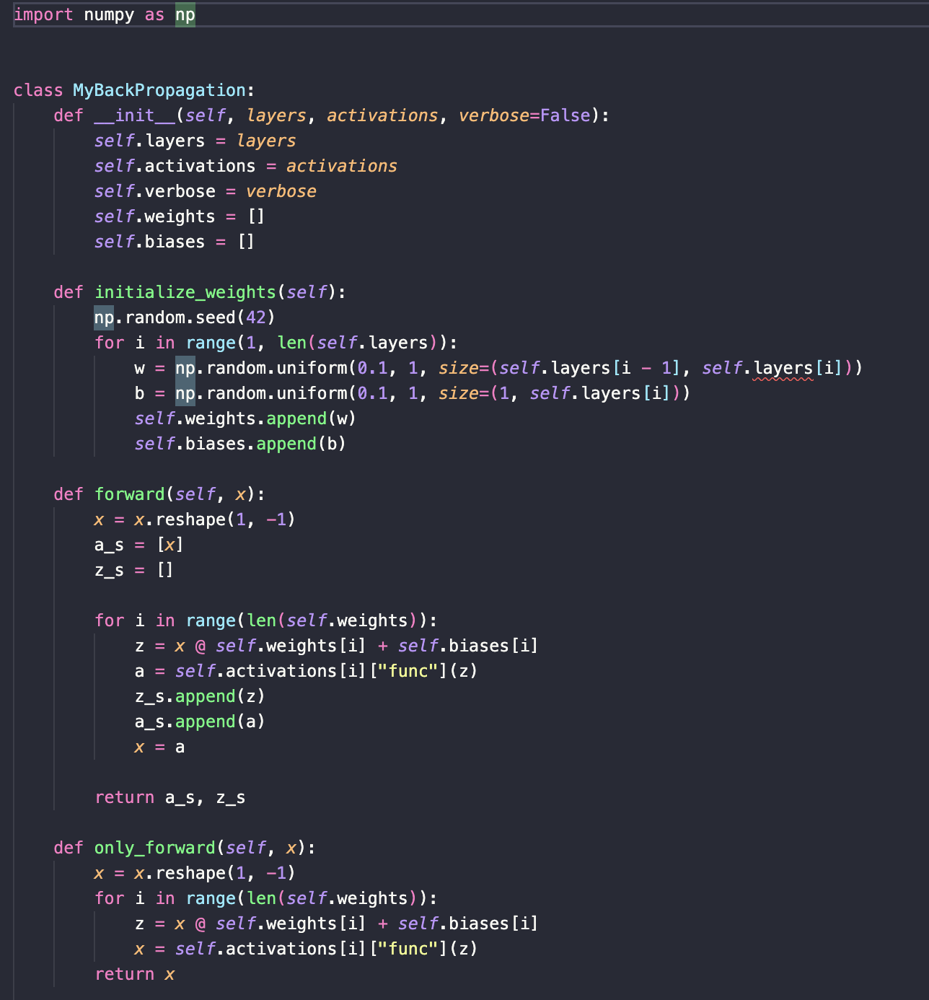 import numpy as np
class MyBackPropagation:
    def __init__(self, layers, activations, verbose=False):
        self.layers = layers
        self.activations = activations
        self.verbose = verbose
        self.weights = []
        self.biases = []
    def initialize_weights(self):
        np.random.seed(42)
        for i in range(1, len(self.layers)):
            w = np.random.uniform(0.1, 1, size=(self.layers[i - 1], self.layers[i]))
            b = np.random.uniform(0.1, 1, size=(1, self.layers[i]))
            self.weights.append(w)
            self.biases.append(b)
    def forward(self, x):
        x = x.reshape(1, -1)
        a_s = [x]
        z_s = []
        for i in range(len(self.weights)):
            z = x @ self.weights[i] + self.biases[i]
            a = self.activations[i]["func"](z)
            z_s.append(z)
            a_s.append(a)
            x = a
        return a_s, z_s
    def only_forward(self, x):
        x = x.reshape(1, -1)
        for i in range(len(self.weights)):
            z = x @ self.weights[i] + self.biases[i]
            x = self.activations[i]["func"](z)
        return x